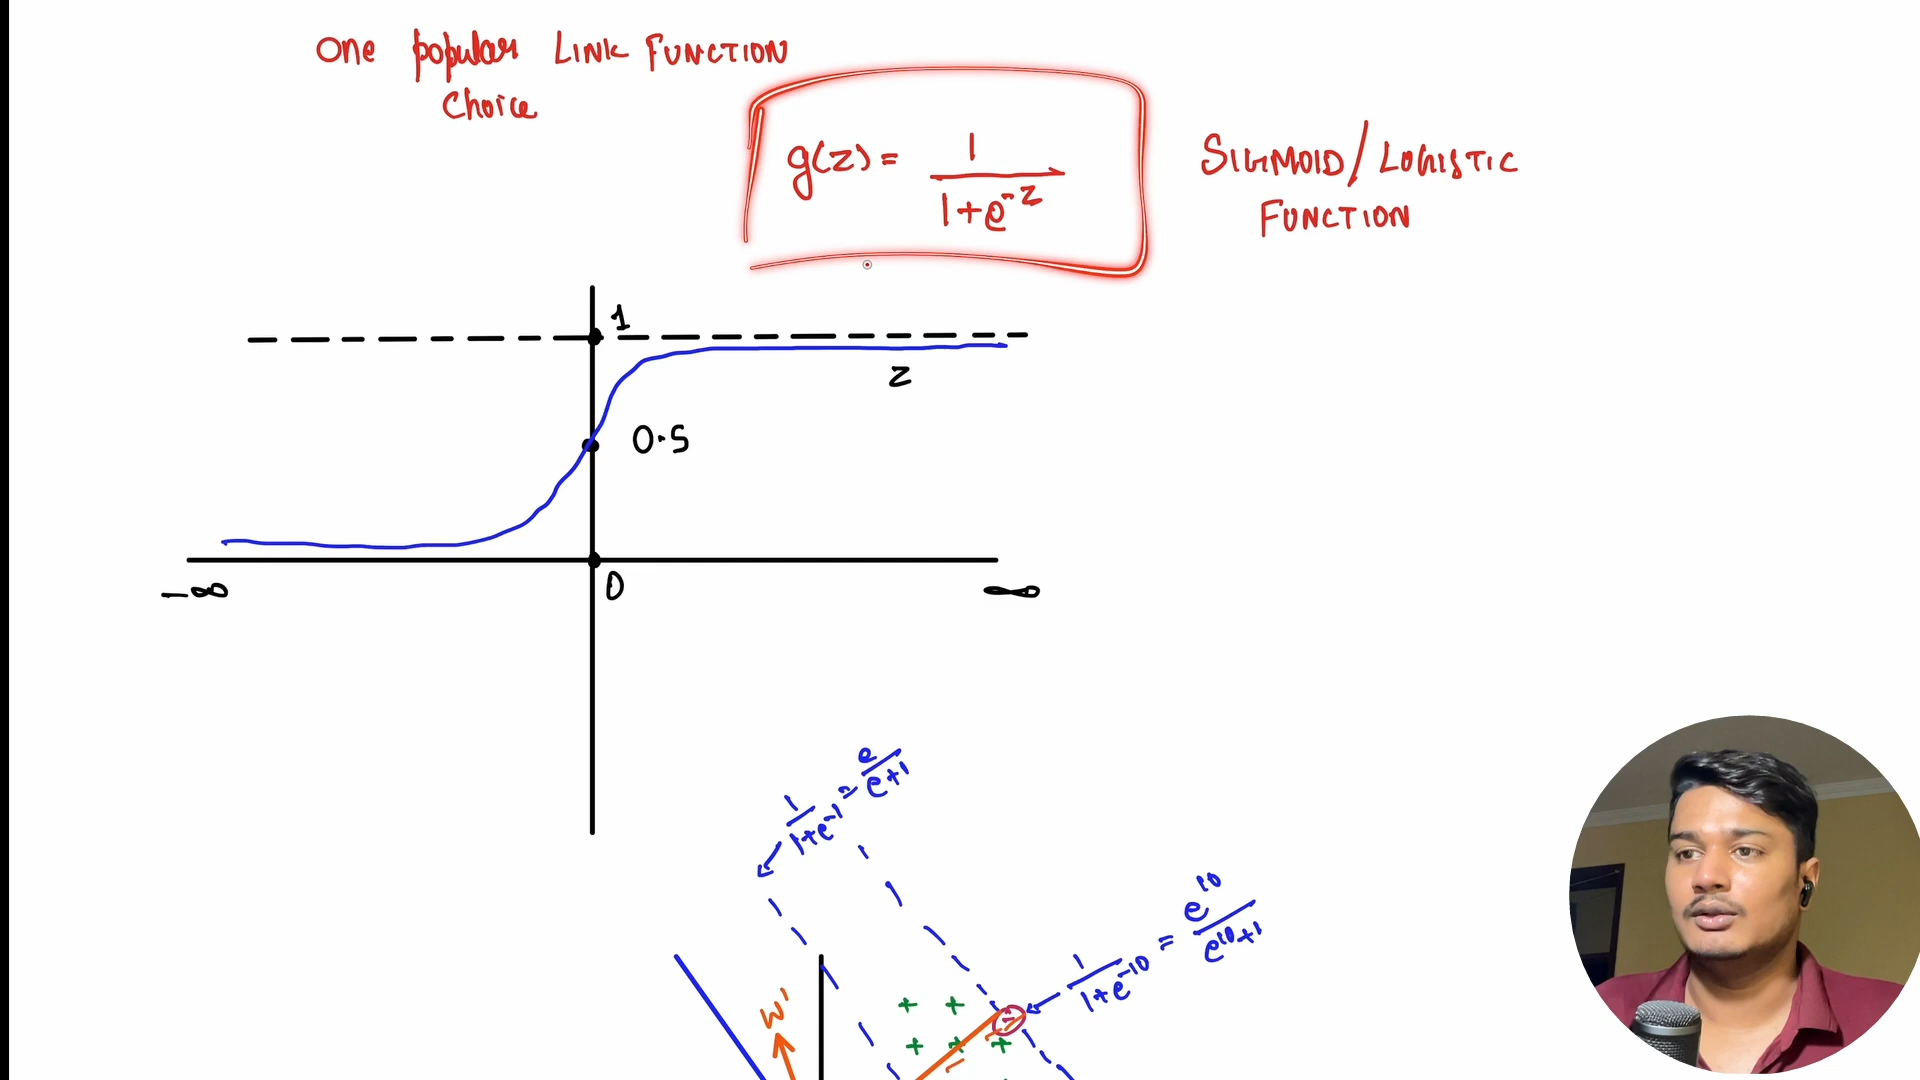 One popular LINK FUNCTION
Choice
g(z) = 1/(1+e^-z)
SIGMOID/LOGISTIC
FUNCTION
1
z
0.5
-∞
0
∞
1/(1+e^-1) = e/(e+1)
1/(1+e^-10) = e^10/(e^10+1)
w'